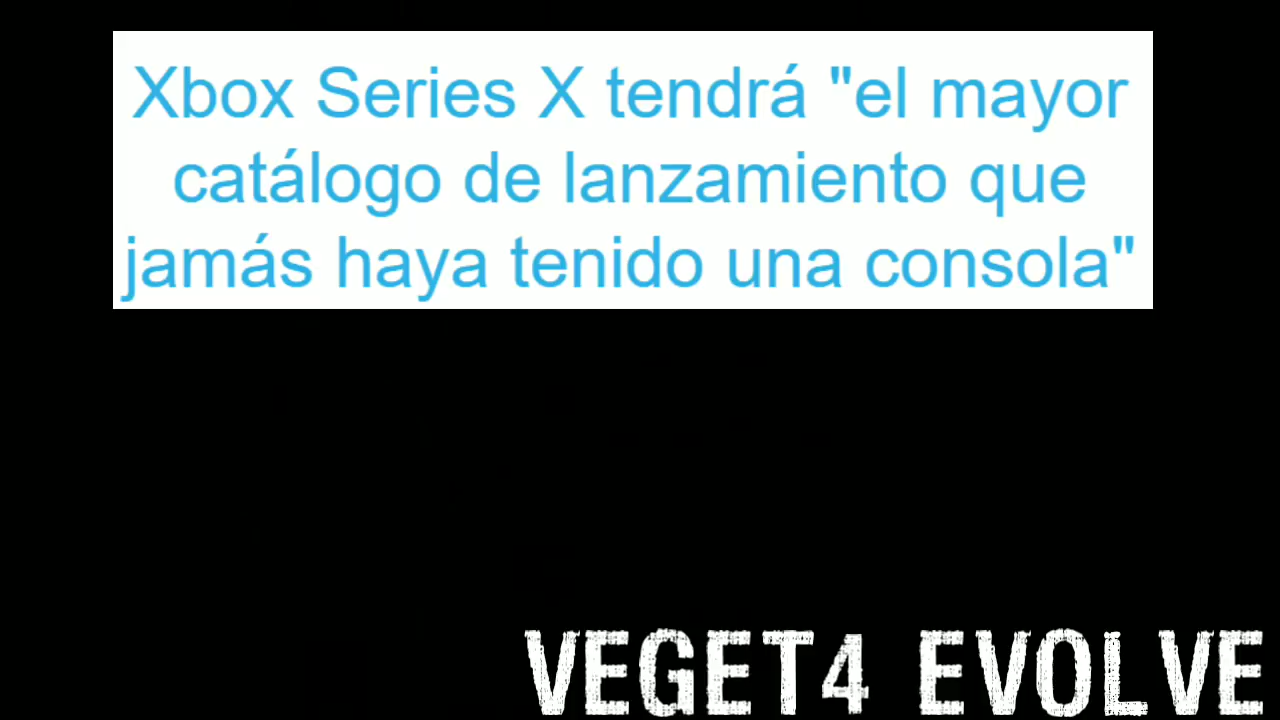 Xbox Series X tendrá "el mayor
catálogo de lanzamiento que
jamás haya tenido una consola"
VEGET4 EVOLVE